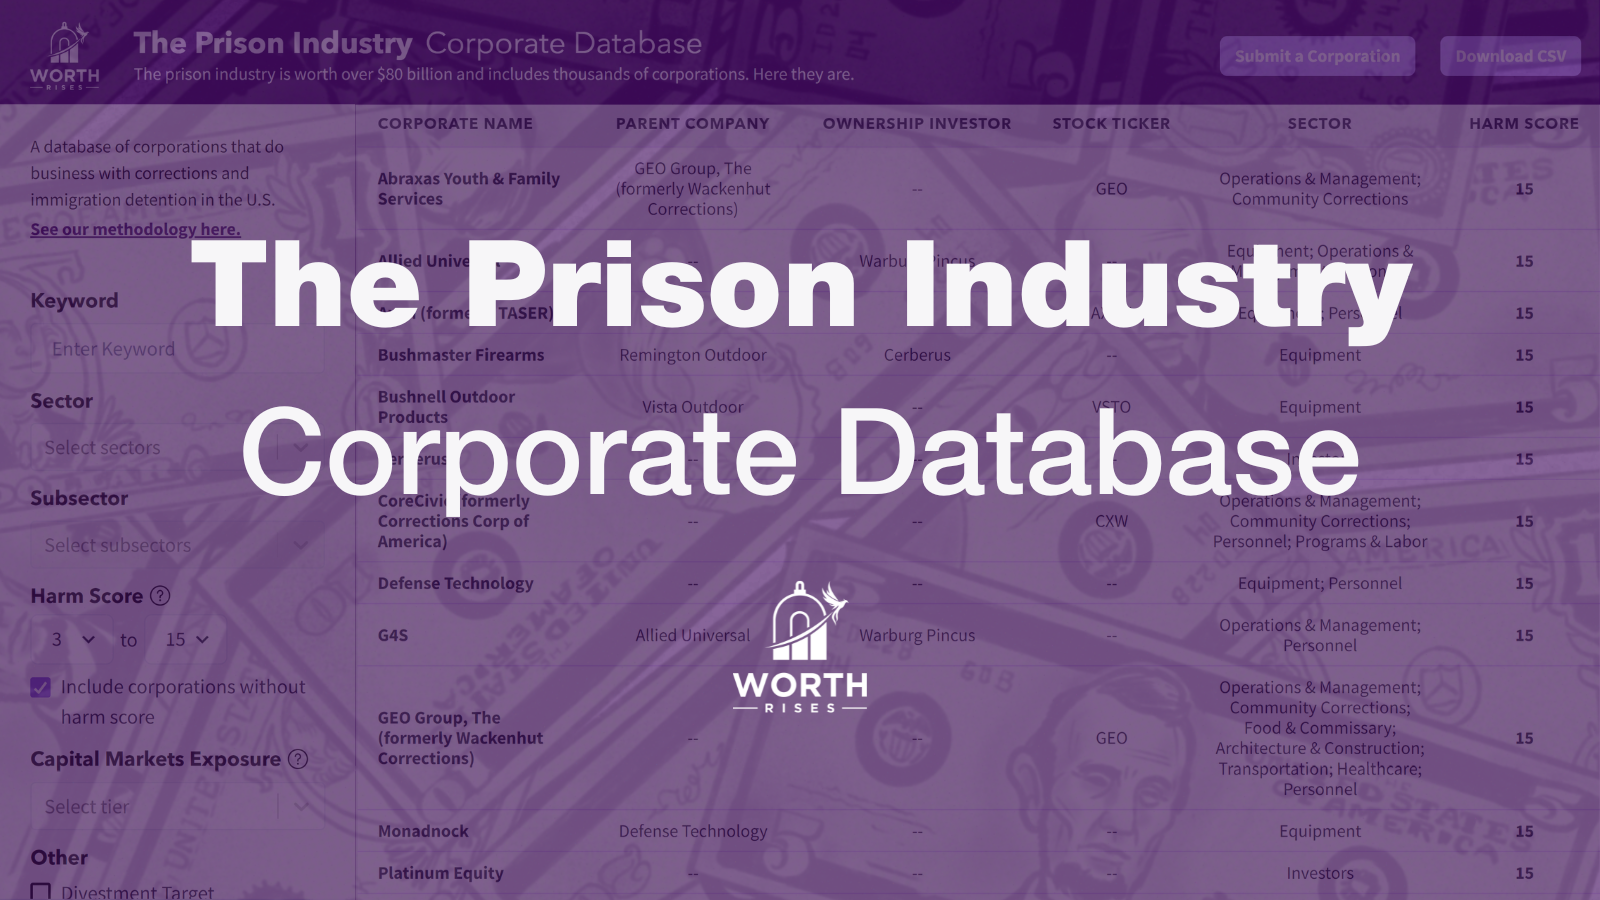 WORTH
RISES
The Prison Industry Corporate Database
The prison industry is worth over $80 billion and includes thousands of corporations. Here they are.
Submit a Corporation
Download CSV
A database of corporations that do
business with corrections and
immigration detention in the U.S.
See our methodology here.
Keyword
Enter Keyword
Sector
Select sectors
Subsector
Select subsectors
Harm Score ?
3 to 15
Include corporations without
harm score
Capital Markets Exposure ?
Select tier
Other
Divestment Target
CORPORATE NAME PARENT COMPANY OWNERSHIP INVESTOR STOCK TICKER SECTOR HARM SCORE
Abraxas Youth & Family
Services
GEO Group, The
(formerly Wackenhut
Corrections)
--
GEO
Operations & Management;
Community Corrections
15
Allied
--
Warburg Pincus
Operations &
15
TASER)
15
Bushmaster Firearms Remington Outdoor Cerberus -- Equipment 15
Bushnell Outdoor
Products
Vista Outdoor
--
VSTO
Equipment
15
15
CoreCivic (formerly
Corrections Corp of
America)
--
--
CXW
Operations & Management;
Community Corrections;
Personnel; Programs & Labor
15
Defense Technology -- -- -- Equipment; Personnel 15
G4S
Allied Universal
Warburg Pincus
--
Operations & Management;
Personnel
15
GEO Group, The
(formerly Wackenhut
Corrections)
--
--
GEO
Operations & Management;
Community Corrections;
Food & Commissary;
Architecture & Construction;
Transportation; Healthcare;
Personnel
15
Monadnock Defense Technology -- -- Equipment 15
Platinum Equity -- -- -- Investors 15
The Prison Industry
Corporate Database
WORTH
RISES